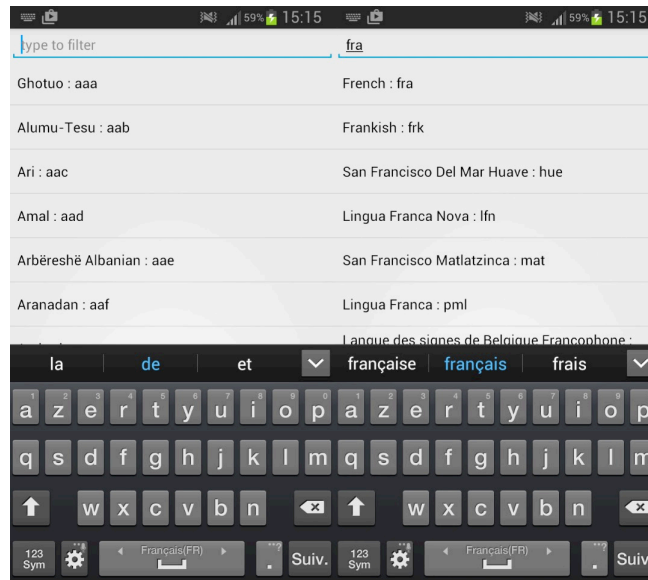 59% 15:15
type to filter
Ghotuo : aaa
Alumu-Tesu : aab
Ari : aac
Amal : aad
Arbëreshë Albanian : aae
Aranadan : aaf
la de et
a z e r t y u i o p
q s d f g h j k l m
w x c v b n
123 Sym Français(FR) . Suiv.
59% 15:15
fra
French : fra
Frankish : frk
San Francisco Del Mar Huave : hue
Lingua Franca Nova : lfn
San Francisco Matlatzinca : mat
Lingua Franca : pml
Langue des signes de Belgique Francophone :
française français frais
a z e r t y u i o p
q s d f g h j k l m
w x c v b n
123 Sym Français(FR) . Suiv